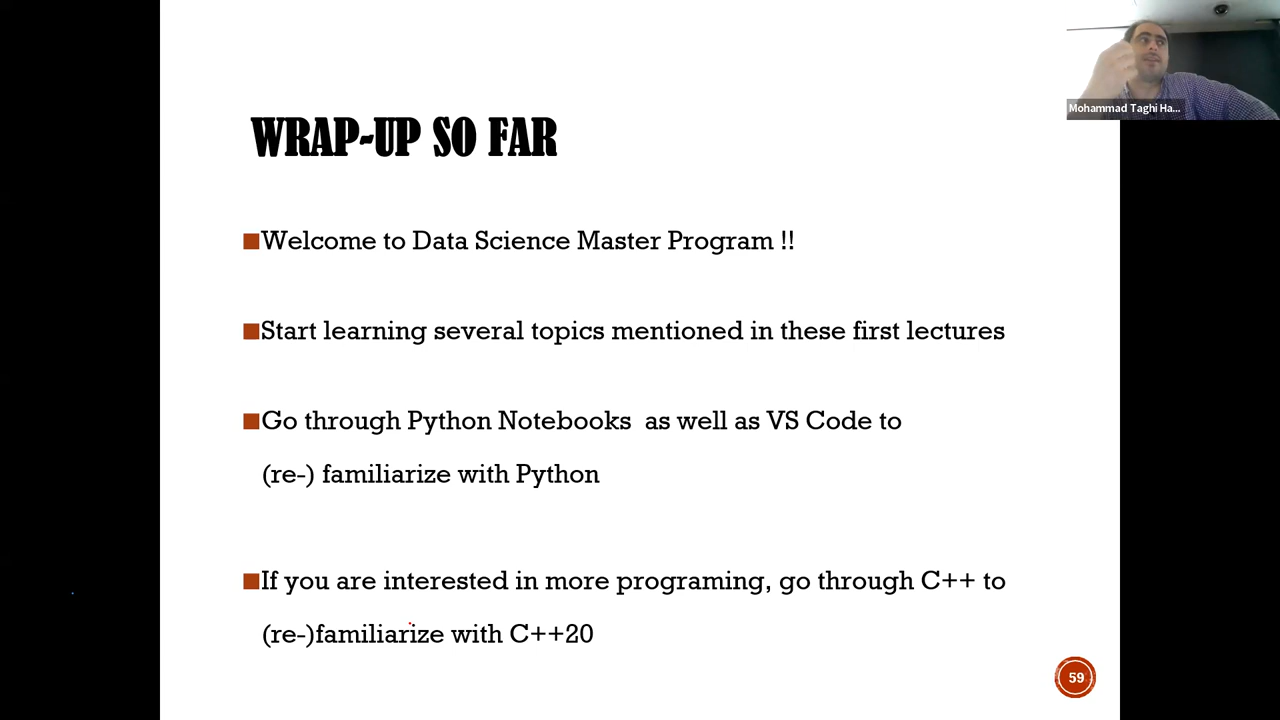 WRAP-UP SO FAR
Welcome to Data Science Master Program !!
Start learning several topics mentioned in these first lectures
Go through Python Notebooks  as well as VS Code to
(re-) familiarize with Python
If you are interested in more programing, go through C++ to
(re-)familiarize with C++20
59
Mohammad Taghi Ha...